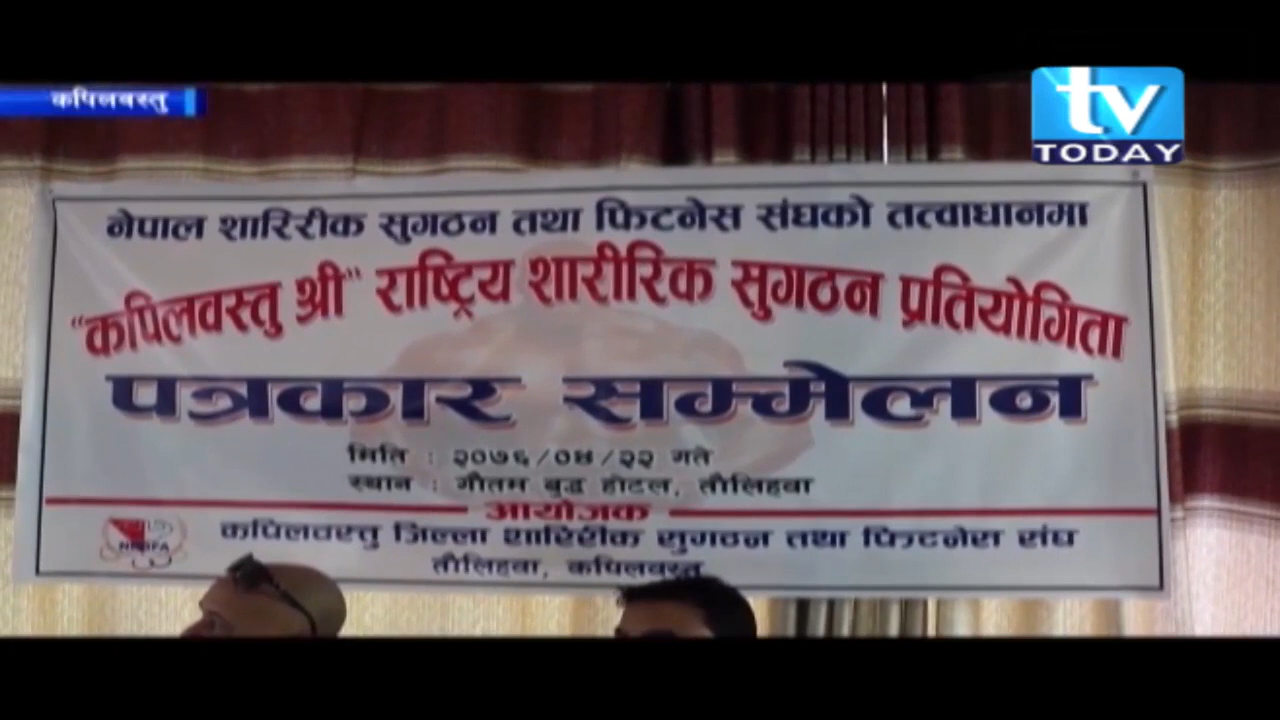 कपिलवस्तु
tv
TODAY
नेपाल शारिरीक सुगठन तथा फिटनेस संघको तत्वाधानमा
“कपिलवस्तु श्री” राष्ट्रिय शारीरिक सुगठन प्रतियोगिता
पत्रकार सम्मेलन
मिति : २०७६/०४/२२ गते
स्थान : गौतम बुद्ध होटल, तौलिहवा
आयोजक
कपिलवस्तु जिल्ला शारिरीक सुगठन तथा फिटनेस संघ
तौलिहवा, कपिलवस्तु